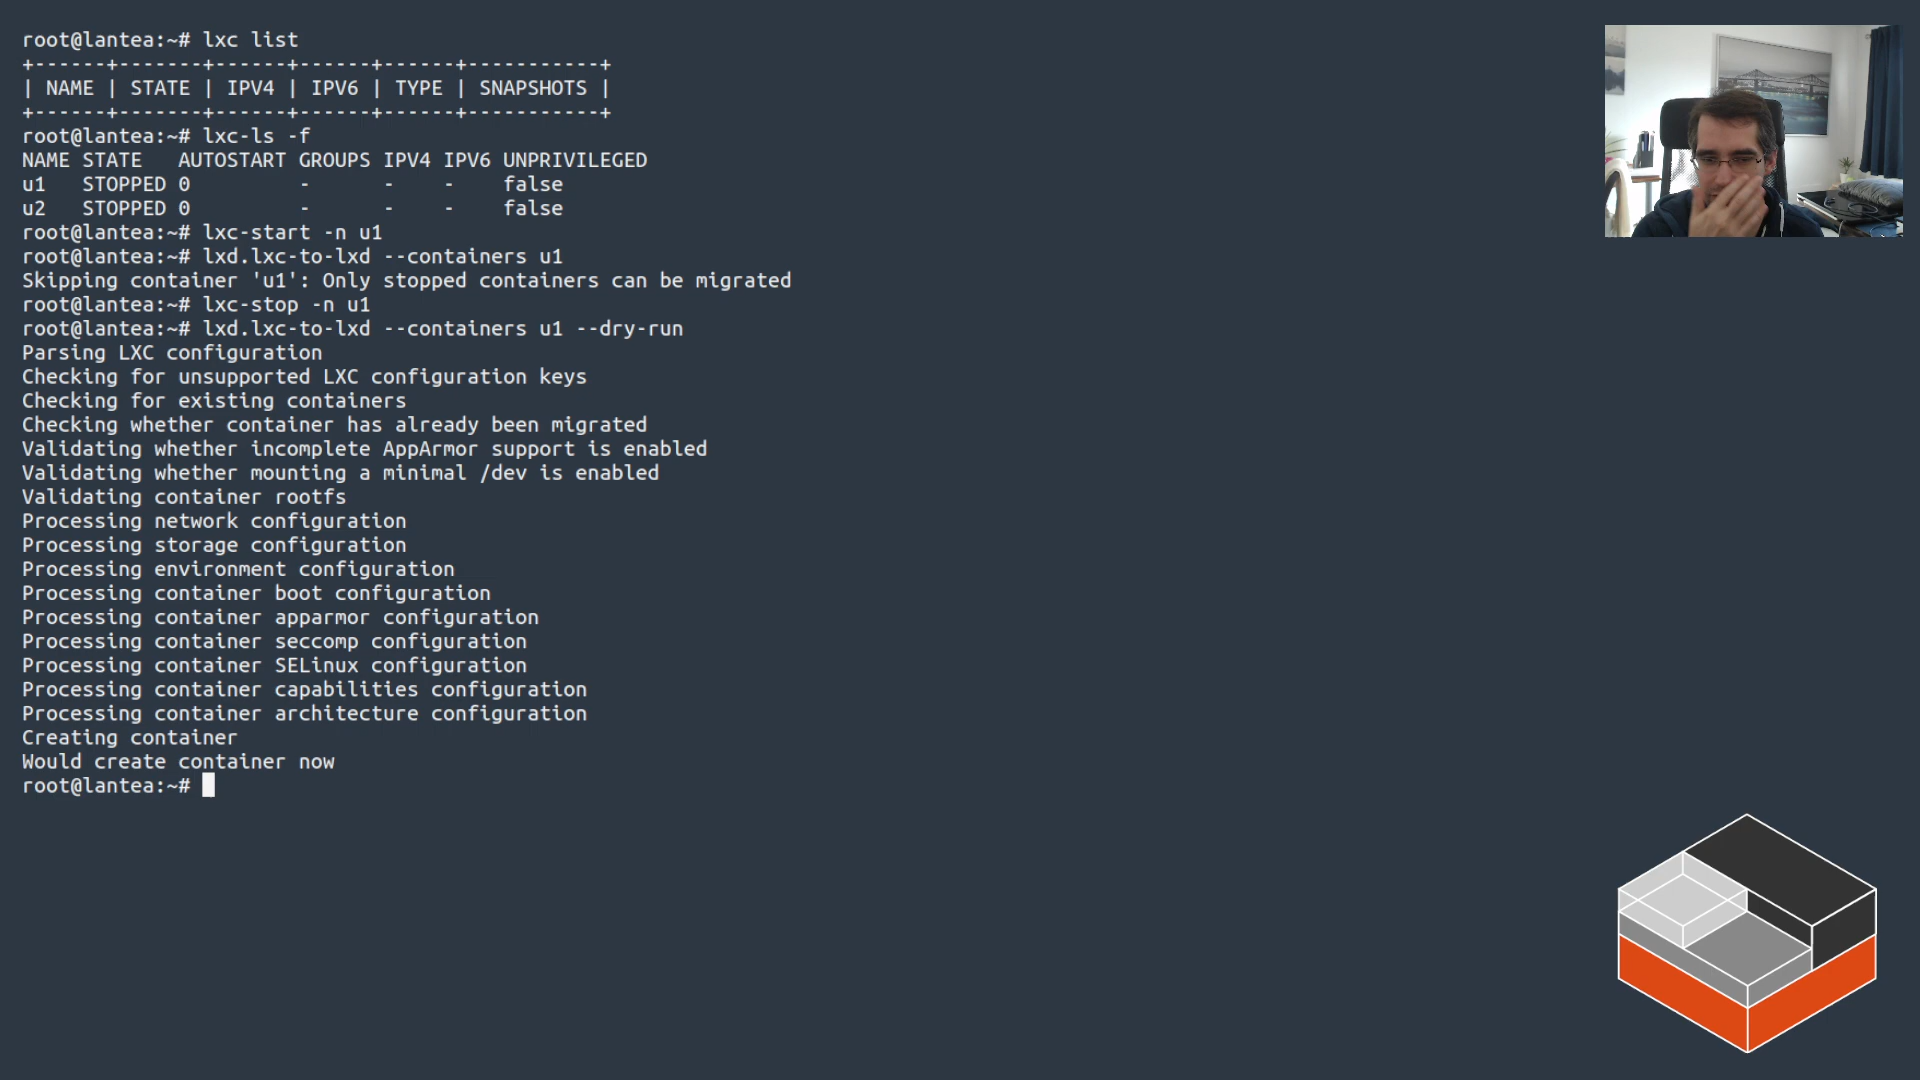 root@lantea:~# lxc list
+------+-------+------+------+------+-----------+
| NAME | STATE | IPV4 | IPV6 | TYPE | SNAPSHOTS |
+------+-------+------+------+------+-----------+
root@lantea:~# lxc-ls -f
NAME STATE   AUTOSTART GROUPS IPV4 IPV6 UNPRIVILEGED
u1   STOPPED 0         -      -    -    false
u2   STOPPED 0         -      -    -    false
root@lantea:~# lxc-start -n u1
root@lantea:~# lxd.lxc-to-lxd --containers u1
Skipping container 'u1': Only stopped containers can be migrated
root@lantea:~# lxc-stop -n u1
root@lantea:~# lxd.lxc-to-lxd --containers u1 --dry-run
Parsing LXC configuration
Checking for unsupported LXC configuration keys
Checking for existing containers
Checking whether container has already been migrated
Validating whether incomplete AppArmor support is enabled
Validating whether mounting a minimal /dev is enabled
Validating container rootfs
Processing network configuration
Processing storage configuration
Processing environment configuration
Processing container boot configuration
Processing container apparmor configuration
Processing container seccomp configuration
Processing container SELinux configuration
Processing container capabilities configuration
Processing container architecture configuration
Creating container
Would create container now
root@lantea:~#